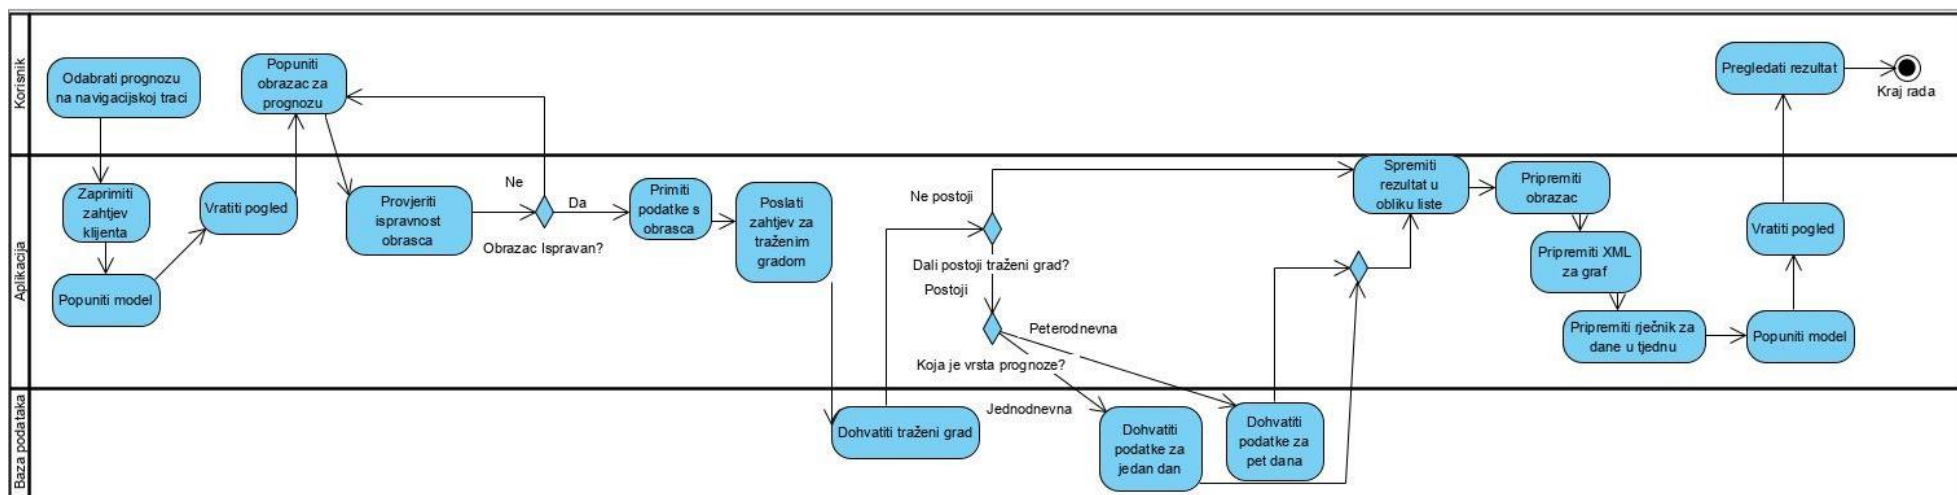 Korisnik
Odabrati prognozu
na navigacijskoj traci
Popuniti
obrazac za
prognozu
Pregledati rezultat
Kraj rada
Aplikacija
Zaprimiti
zahtjev
klijenta
Popuniti model
Vratiti pogled
Provjeriti
ispravnost
obrasca
Ne
Da
Obrazac Ispravan?
Primiti
podatke s
obrasca
Poslati
zahtjev za
traženim
gradom
Ne postoji
Dali postoji traženi grad?
Postoji
Peterodnevna
Koja je vrsta prognoze?
Jednodnevna
Spremiti
rezultat u
obliku liste
Pripremiti
obrazac
Pripremiti XML
za graf
Pripremiti rječnik za
dane u tjednu
Popuniti model
Vratiti pogled
Baza podataka
Dohvatiti traženi grad
Dohvatiti
podatke za
jedan dan
Dohvatiti
podatke za
pet dana